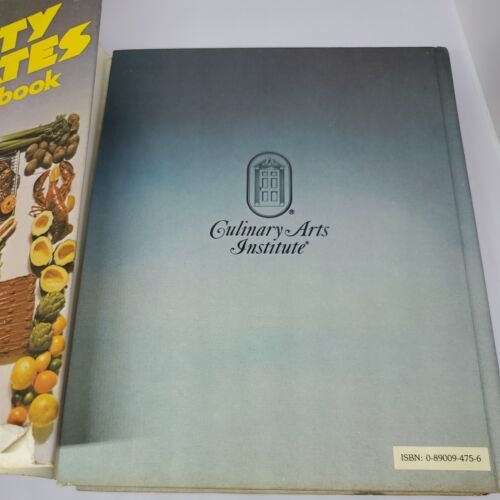 TY
TES
book
Culinary Arts
Institute®
®
ISBN: 0-89009-475-6